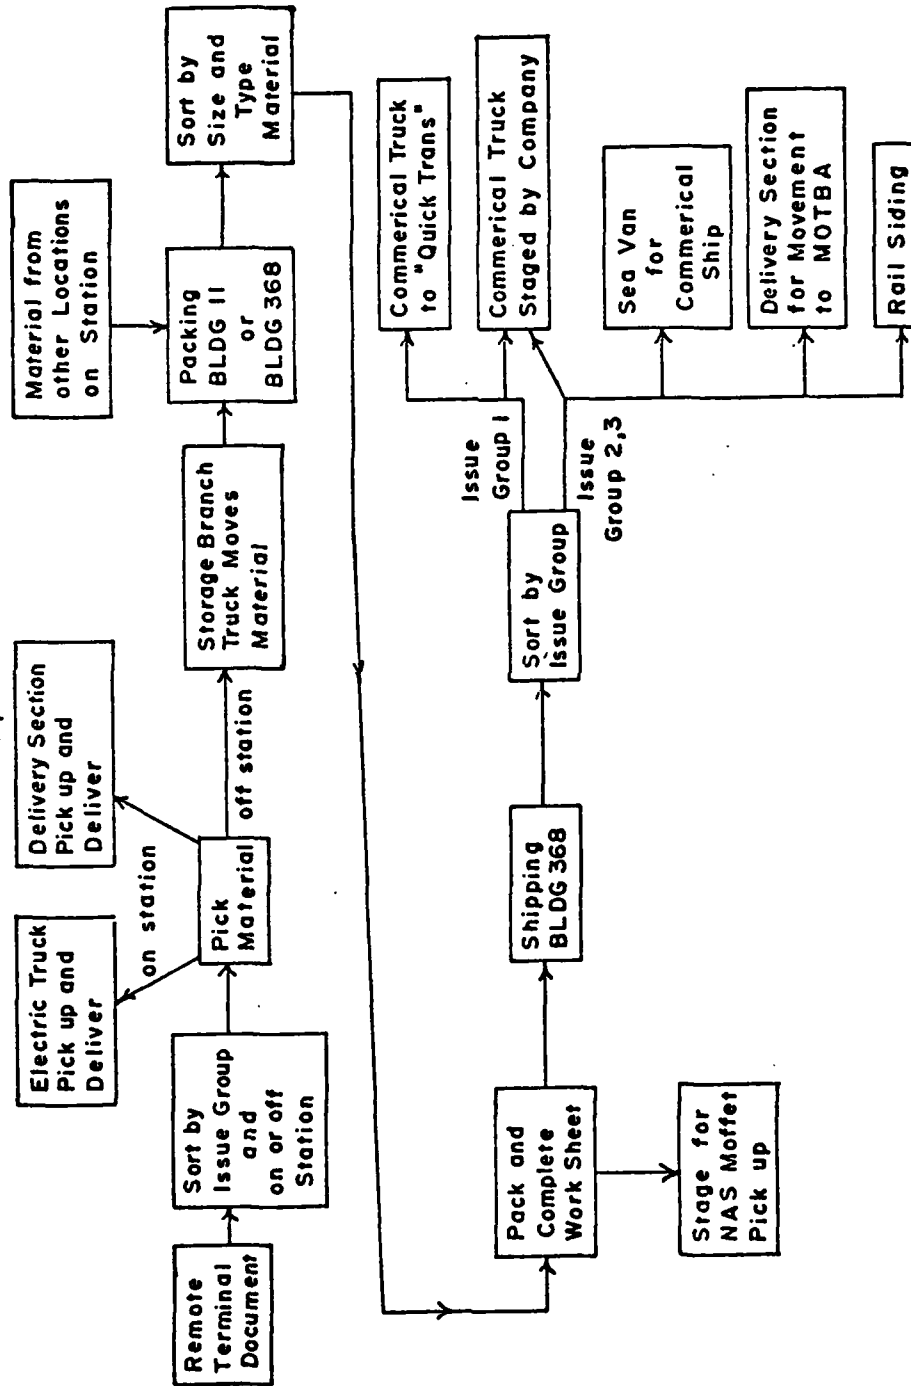 Remote
Terminal
Document
Sort by
Issue Group
and
on or off
Station
Electric Truck
Pick up and
Deliver
on station
Delivery Section
Pick up and
Deliver
Pick
Material
off station
Storage Branch
Truck Moves
Material
Material from
other Locations
on Station
Packing
BLDG 11
or
BLDG 368
Sort by
Size and
Type
Material
Pack and
Complete
Work Sheet
Stage for
NAS Moffet
Pick up
Shipping
BLDG 368
Sort by
Issue Group
Issue
Group 1
Issue
Group 2,3
Commerical Truck
to "Quick Trans"
Commerical Truck
Staged by Company
Sea Van
for
Commerical
Ship
Delivery Section
for Movement
to MOTBA
Rail Siding